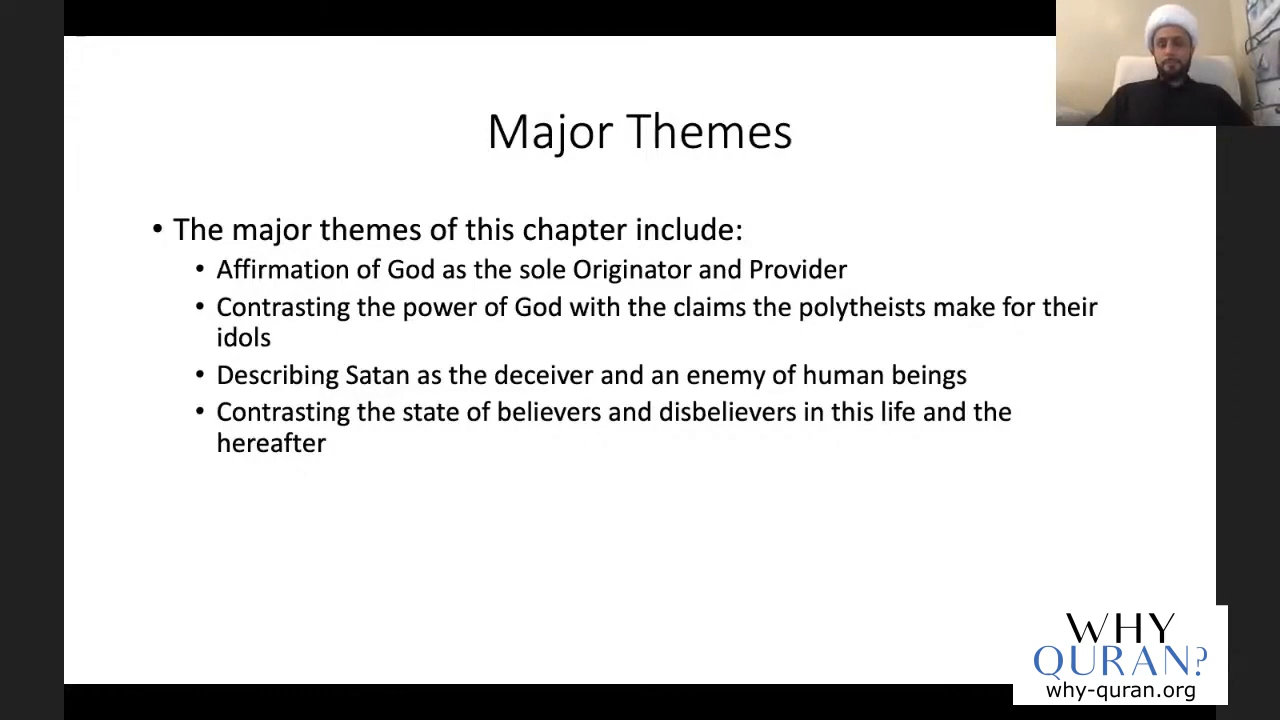 Major Themes
• The major themes of this chapter include:
• Affirmation of God as the sole Originator and Provider
• Contrasting the power of God with the claims the polytheists make for their
idols
• Describing Satan as the deceiver and an enemy of human beings
• Contrasting the state of believers and disbelievers in this life and the
hereafter
WHY
QURAN?
why-quran.org